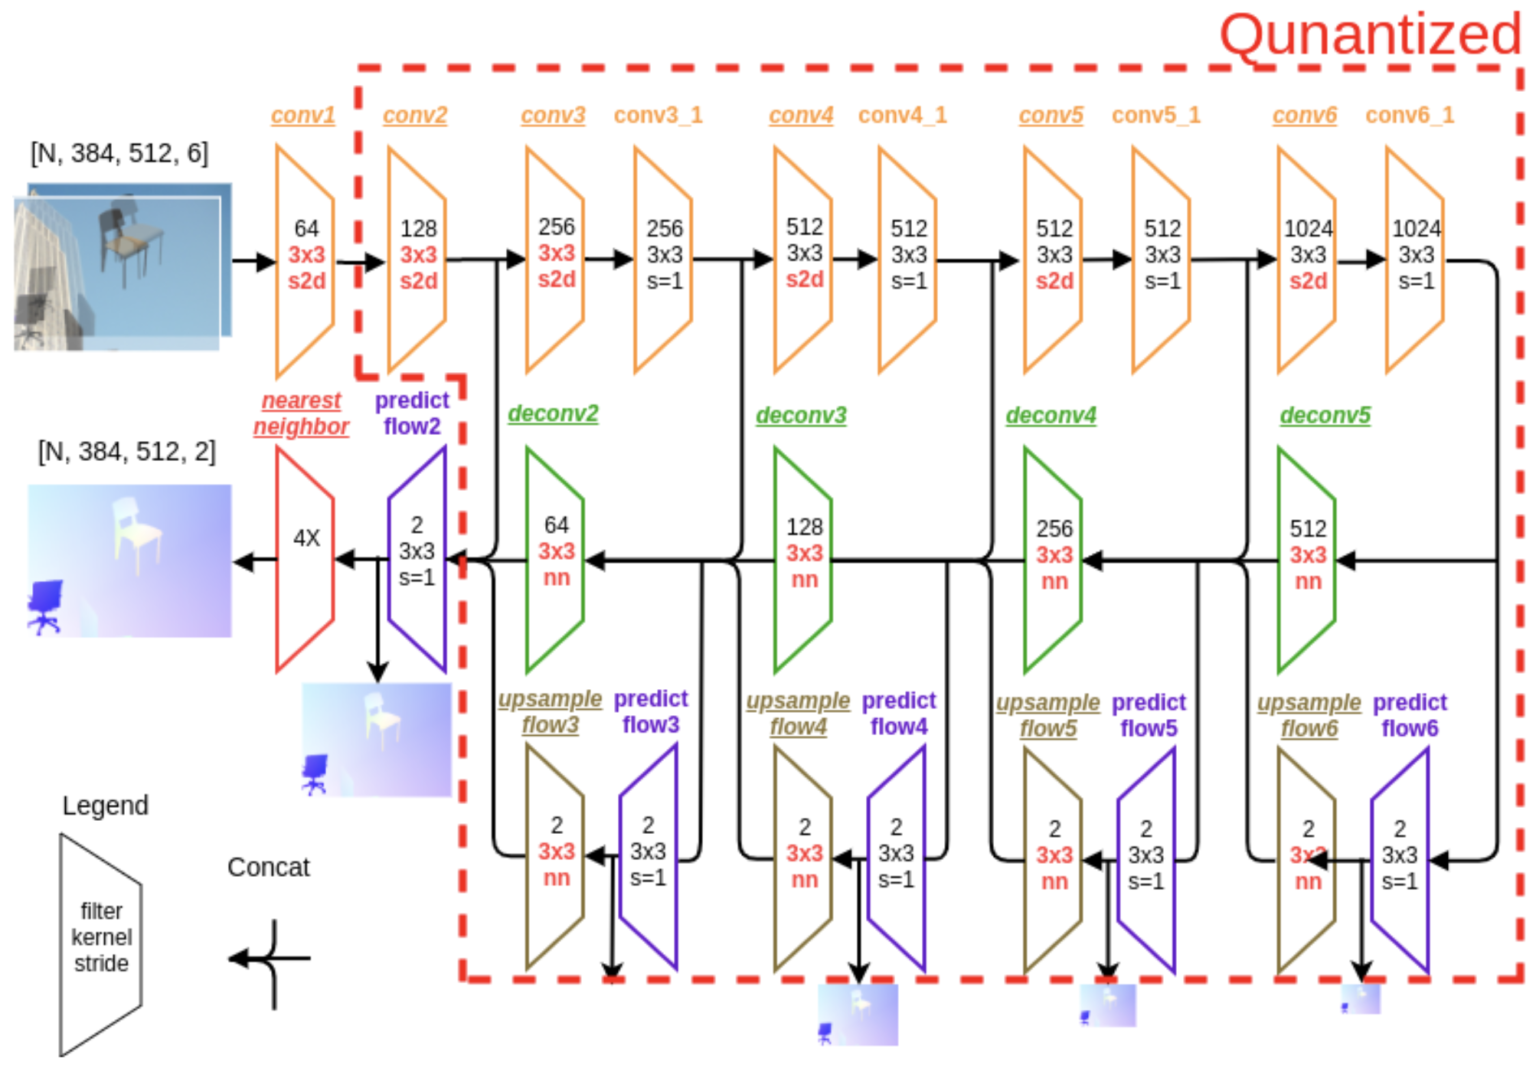 Qunantized
conv1
conv2
conv3
conv3_1
conv4
conv4_1
conv5
conv5_1
conv6
conv6_1
[N, 384, 512, 6]
64
3x3
s2d
128
3x3
s2d
256
3x3
s2d
256
3x3
s=1
512
3x3
s2d
512
3x3
s=1
512
3x3
s2d
512
3x3
s=1
1024
3x3
s2d
1024
3x3
s=1
nearest
neighbor
predict
flow2
deconv2
deconv3
deconv4
deconv5
[N, 384, 512, 2]
4X
2
3x3
s=1
64
3x3
nn
128
3x3
nn
256
3x3
nn
512
3x3
nn
upsample
flow3
predict
flow3
upsample
flow4
predict
flow4
upsample
flow5
predict
flow5
upsample
flow6
predict
flow6
2
3x3
nn
2
3x3
s=1
2
3x3
nn
2
3x3
s=1
2
3x3
nn
2
3x3
s=1
2
3x3
nn
2
3x3
s=1
Legend
filter
kernel
stride
Concat